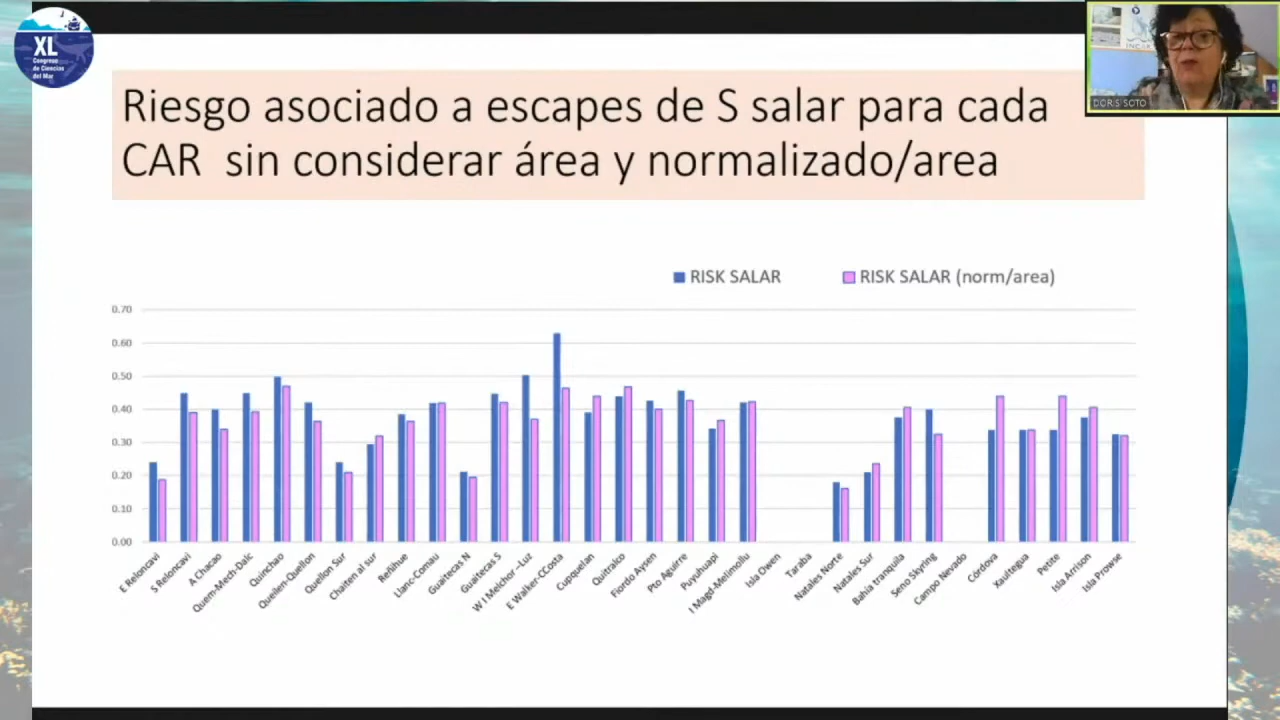 XL
Congreso
de Ciencias
del Mar
INCAR
DORIS SOTO
Riesgo asociado a escapes de S salar para cada
CAR sin considerar área y normalizado/area
RISK SALAR
RISK SALAR (norm/area)
0.70
0.60
0.50
0.40
0.30
0.20
0.10
0.00
E Reloncavi
S Reloncavi
A Chacao
Quem-Mech-Dalc
Quinchao
Queilen-Quellon
Quellon Sur
Chaiten al sur
Reñihue
Llanc-Comau
Guaitecas N
Guaitecas S
W I Melchor –Luz
E Walker-CCosta
Cupquelan
Quitralco
Fiordo Aysen
Pto Aguirre
Puyuhuapi
I Magd-Melimollu
Isla Owen
Taraba
Natales Norte
Natales Sur
Bahia tranquila
Seno Skyring
Campo Nevado
Córdova
Xaultegua
Petite
Isla Arrison
Isla Prowse